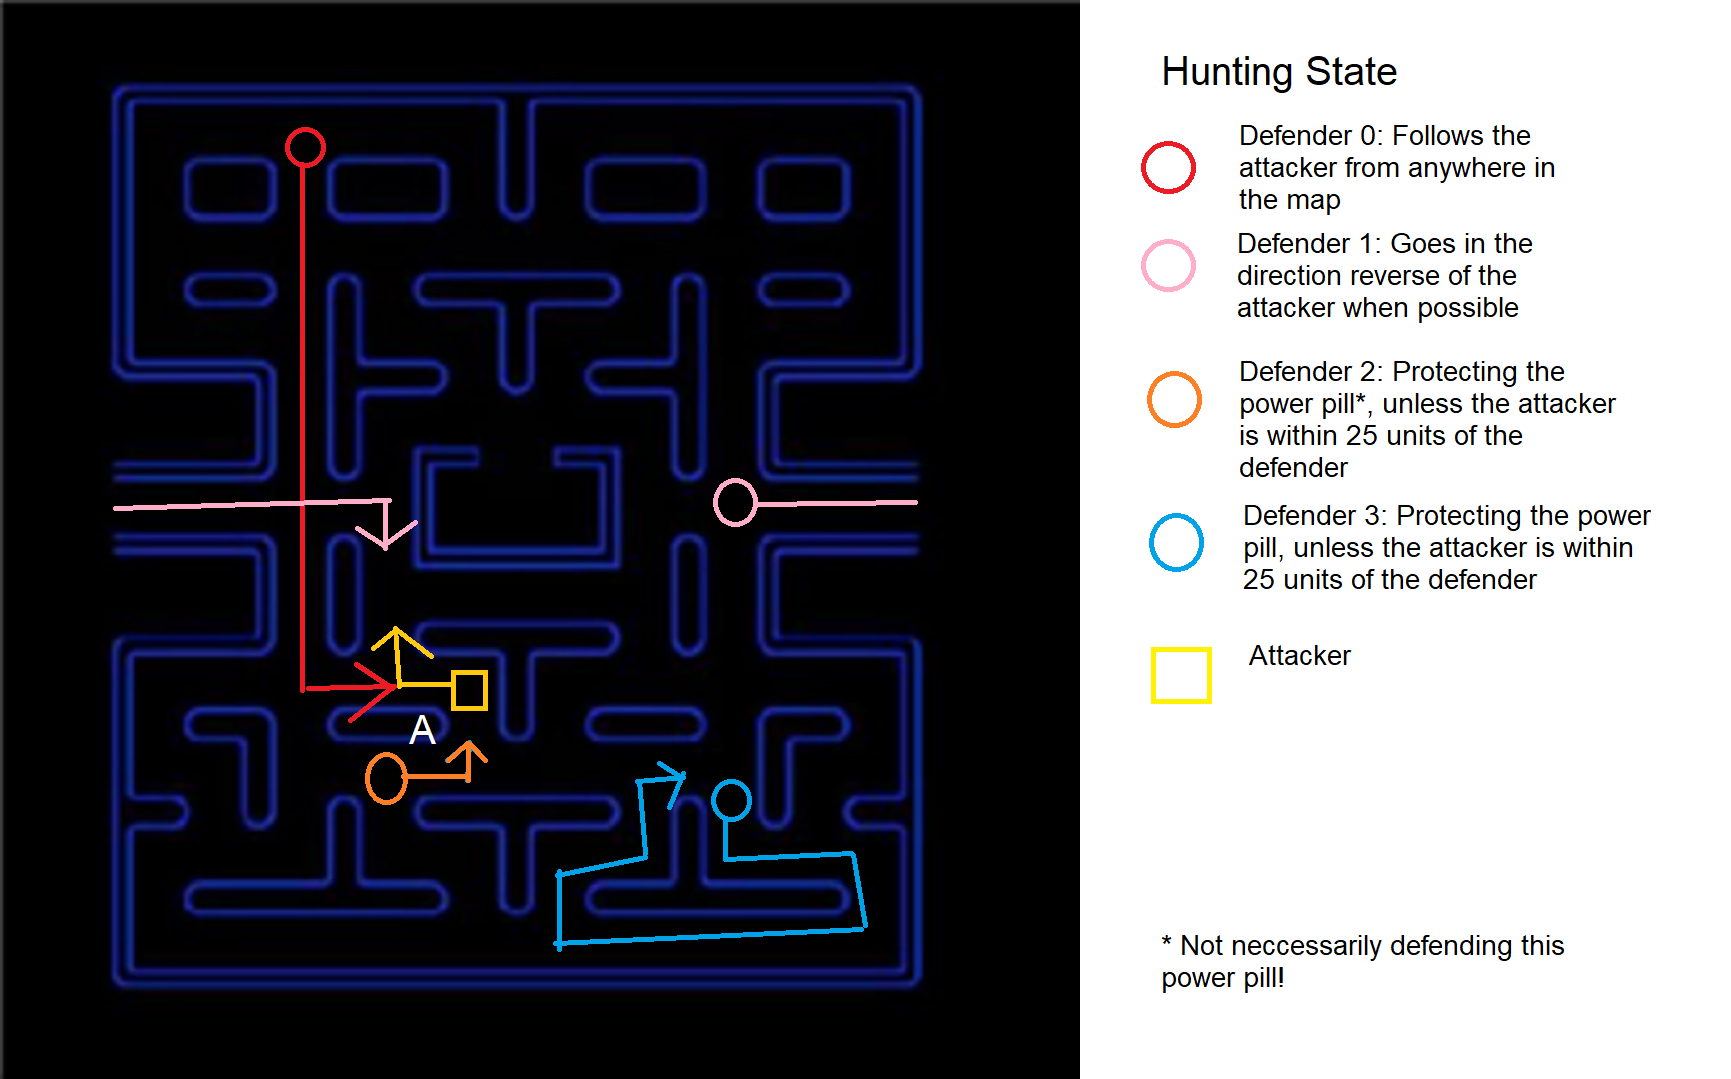 Hunting State
Defender 0: Follows the
attacker from anywhere in
the map
Defender 1: Goes in the
direction reverse of the
attacker when possible
Defender 2: Protecting the
power pill*, unless the attacker
is within 25 units of the
defender
Defender 3: Protecting the power
pill, unless the attacker is within
25 units of the defender
Attacker
A
* Not neccessarily defending this
power pill!